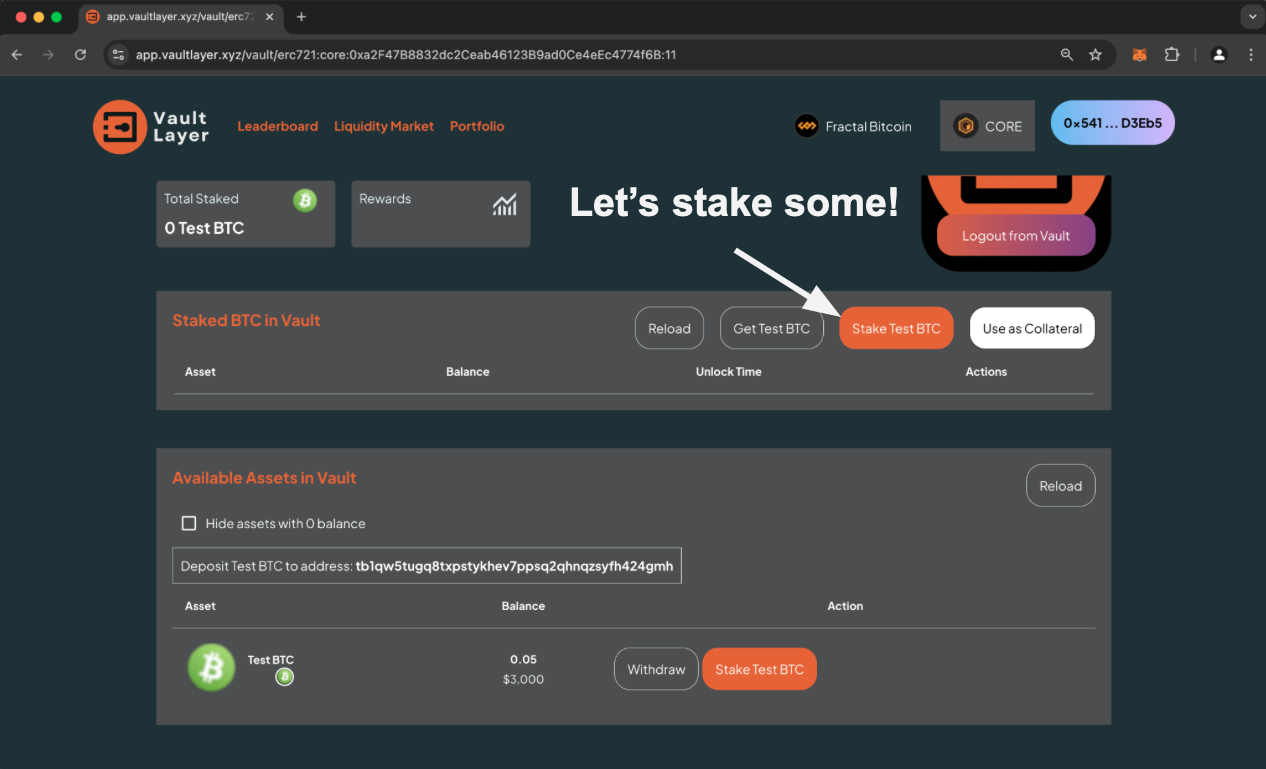 app.vaultlayer.xyz/vault/erc72
app.vaultlayer.xyz/vault/erc721:core:0xa2F47B8832dc2Ceab46123B9ad0Ce4eEc4774f6B:11
Vault
Layer
Leaderboard Liquidity Market Portfolio
Fractal Bitcoin
CORE
0x541 ... D3Eb5
Total Staked
0 Test BTC
Rewards
Let's stake some!
Logout from Vault
Staked BTC in Vault
Reload Get Test BTC Stake Test BTC Use as Collateral
Asset Balance Unlock Time Actions
Available Assets in Vault
Reload
Hide assets with 0 balance
Deposit Test BTC to address: tb1qw5tugq8txpstykhev7ppsq2qhnqzsyfh424gmh
Asset Balance Action
Test BTC
0.05
$3,000
Withdraw Stake Test BTC